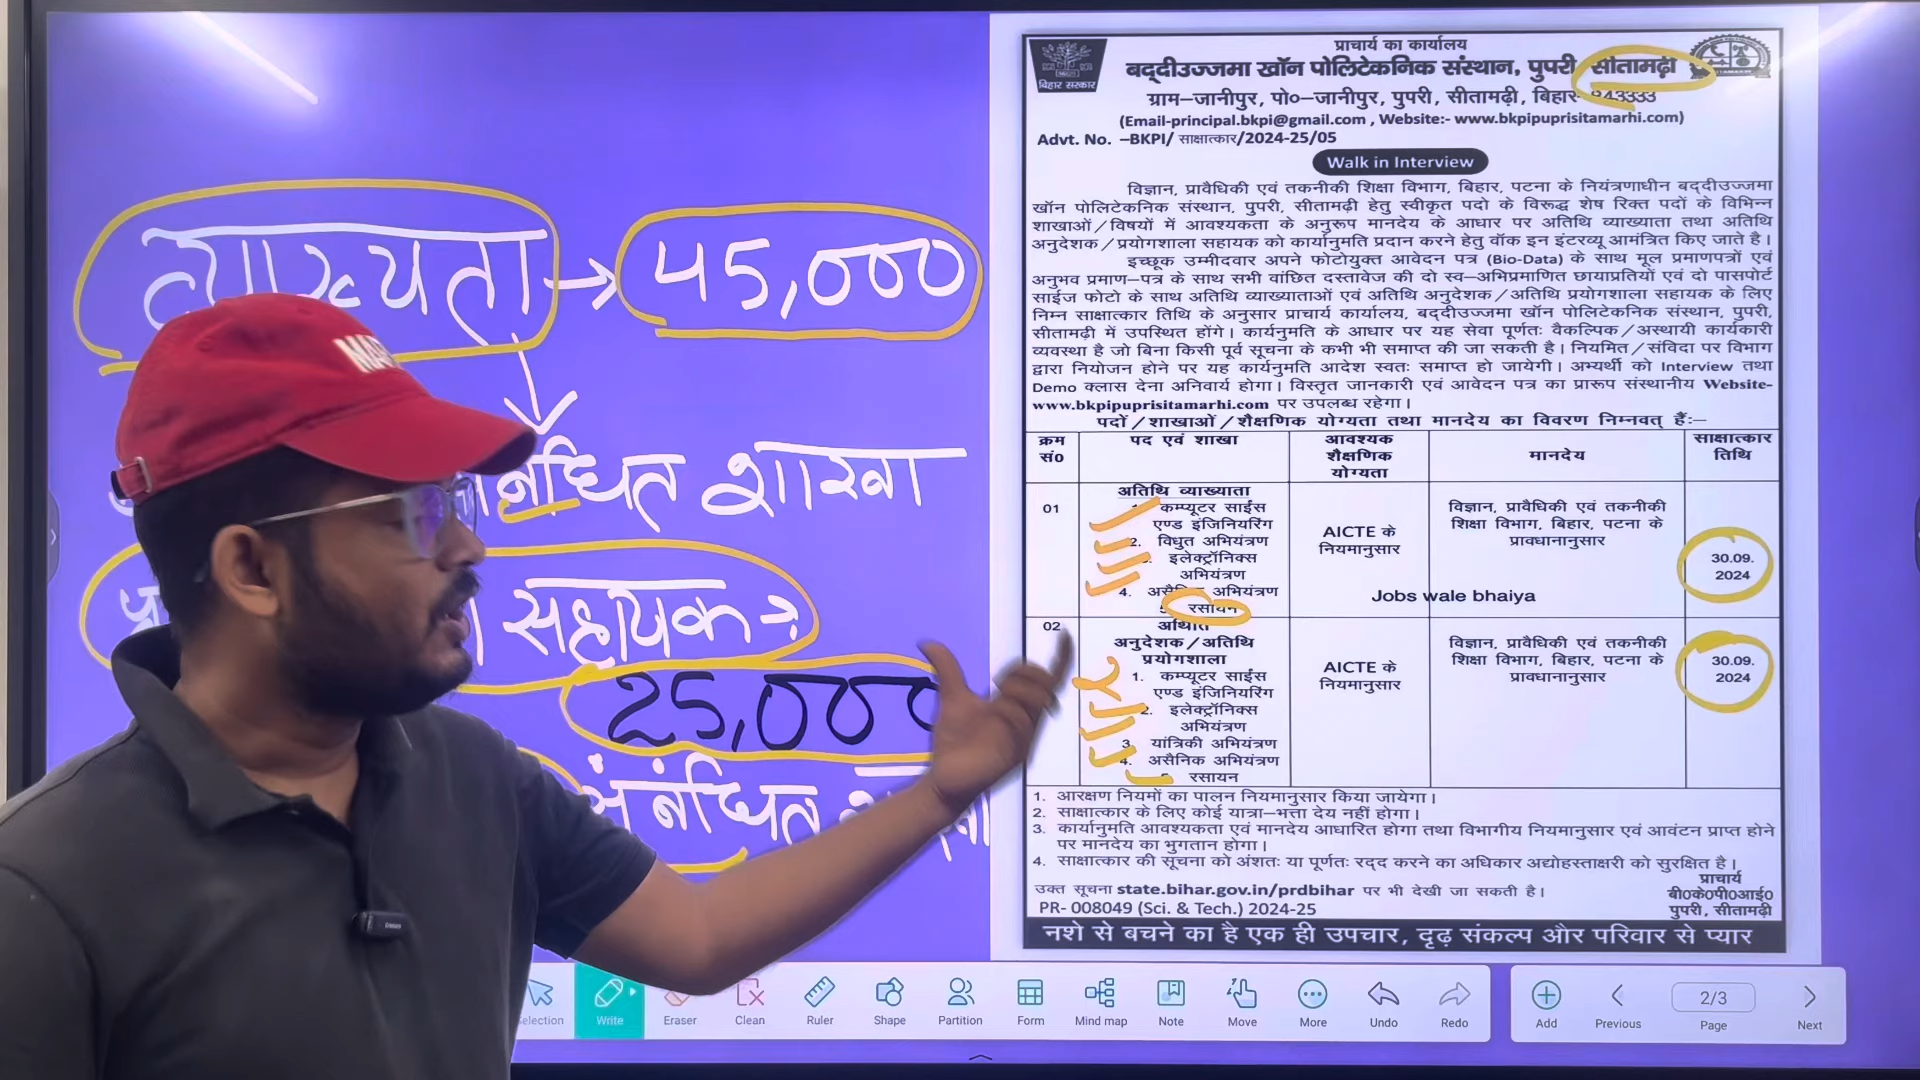 व्याख्यता → 45,000
संबंधित शाखा
सहायक →
25,000
संबंधित
MAR
बिहार सरकार
प्राचार्य का कार्यालय
बद्दीउज्जमा खॉन पोलिटेकनिक संस्थान, पुपरी, सीतामढ़ी
ग्राम–जानीपुर, पो०–जानीपुर, पुपरी, सीतामढ़ी, बिहार- 843333
(Email-principal.bkpi@gmail.com , Website:- www.bkpipuprisitamarhi.com)
Advt. No. –BKPI/ साक्षात्कार/2024-25/05
Walk in Interview
विज्ञान, प्रावैधिकी एवं तकनीकी शिक्षा विभाग, बिहार, पटना के नियंत्रणाधीन बद्दीउज्जमा
खॉन पोलिटेकनिक संस्थान, पुपरी, सीतामढ़ी हेतु स्वीकृत पदो के विरूद्ध शेष रिक्त पदों के विभिन्न
शाखाओं/विषयों में आवश्यकता के अनुरूप मानदेय के आधार पर अतिथि व्याख्याता तथा अतिथि
अनुदेशक/प्रयोगशाला सहायक को कार्यानुमति प्रदान करने हेतु वॉक इन इंटरव्यू आमंत्रित किए जाते है।
इच्छूक उम्मीदवार अपने फोटोयुक्त आवेदन पत्र (Bio-Data) के साथ मूल प्रमाणपत्रों एवं
अनुभव प्रमाण–पत्र के साथ सभी वांछित दस्तावेज की दो स्व–अभिप्रमाणित छायाप्रतियों एवं दो पासपोर्ट
साईज फोटो के साथ अतिथि व्याख्याताओं एवं अतिथि अनुदेशक/अतिथि प्रयोगशाला सहायक के लिए
निम्न साक्षात्कार तिथि के अनुसार प्राचार्य कार्यालय, बद्दीउज्जमा खॉन पोलिटेकनिक संस्थान, पुपरी,
सीतामढ़ी में उपस्थित होंगे। कार्यनुमति के आधार पर यह सेवा पूर्णतः वैकल्पिक/अस्थायी कार्यकारी
व्यवस्था है जो बिना किसी पूर्व सूचना के कभी भी समाप्त की जा सकती है। नियमित/संविदा पर विभाग
द्वारा नियोजन होने पर यह कार्यनुमति आदेश स्वतः समाप्त हो जायेगी। अभ्यर्थी को Interview तथा
Demo क्लास देना अनिवार्य होगा। विस्तृत जानकारी एवं आवेदन पत्र का प्रारूप संस्थानीय Website-
www.bkpipuprisitamarhi.com पर उपलब्ध रहेगा।
पदों/शाखाओं/शैक्षणिक योग्यता तथा मानदेय का विवरण निम्नवत् हैंः–
क्रम सं० पद एवं शाखा आवश्यक शैक्षणिक योग्यता मानदेय साक्षात्कार तिथि
01 अतिथि व्याख्याता
कम्प्यूटर साईंस
एण्ड इंजिनियरिंग
2. विधुत अभियंत्रण
इलेक्ट्रॉनिक्स
अभियंत्रण
4. असैनिक अभियंत्रण
5. रसायन
AICTE के
नियमानुसार
विज्ञान, प्रावैधिकी एवं तकनीकी
शिक्षा विभाग, बिहार, पटना के
प्रावधानानुसार
30.09.
2024
Jobs wale bhaiya
02 अथिति
अनुदेशक/अतिथि
प्रयोगशाला
1. कम्प्यूटर साईंस
एण्ड इंजिनियरिंग
2. इलेक्ट्रॉनिक्स
अभियंत्रण
3. यांत्रिकी अभियंत्रण
4. असैनिक अभियंत्रण
5. रसायन
AICTE के
नियमानुसार
विज्ञान, प्रावैधिकी एवं तकनीकी
शिक्षा विभाग, बिहार, पटना के
प्रावधानानुसार
30.09.
2024
1. आरक्षण नियमों का पालन नियमानुसार किया जायेगा।
2. साक्षात्कार के लिए कोई यात्रा–भत्ता देय नहीं होगा।
3. कार्यानुमति आवश्यकता एवं मानदेय आधारित होगा तथा विभागीय नियमानुसार एवं आवंटन प्राप्त होने
पर मानदेय का भुगतान होगा।
4. साक्षात्कार की सूचना को अंशतः या पूर्णतः रद्द करने का अधिकार अद्योहस्ताक्षरी को सुरक्षित है।
प्राचार्य
बी०के०पी०आई०
पुपरी, सीतामढ़ी
उक्त सूचना state.bihar.gov.in/prdbihar पर भी देखी जा सकती है।
PR- 008049 (Sci. & Tech.) 2024-25
नशे से बचने का है एक ही उपचार, दृढ़ संकल्प और परिवार से प्यार
Selection Write Eraser Clean Ruler Shape Partition Form Mind map Note Move More Undo Redo
Add Previous 2/3 Page Next